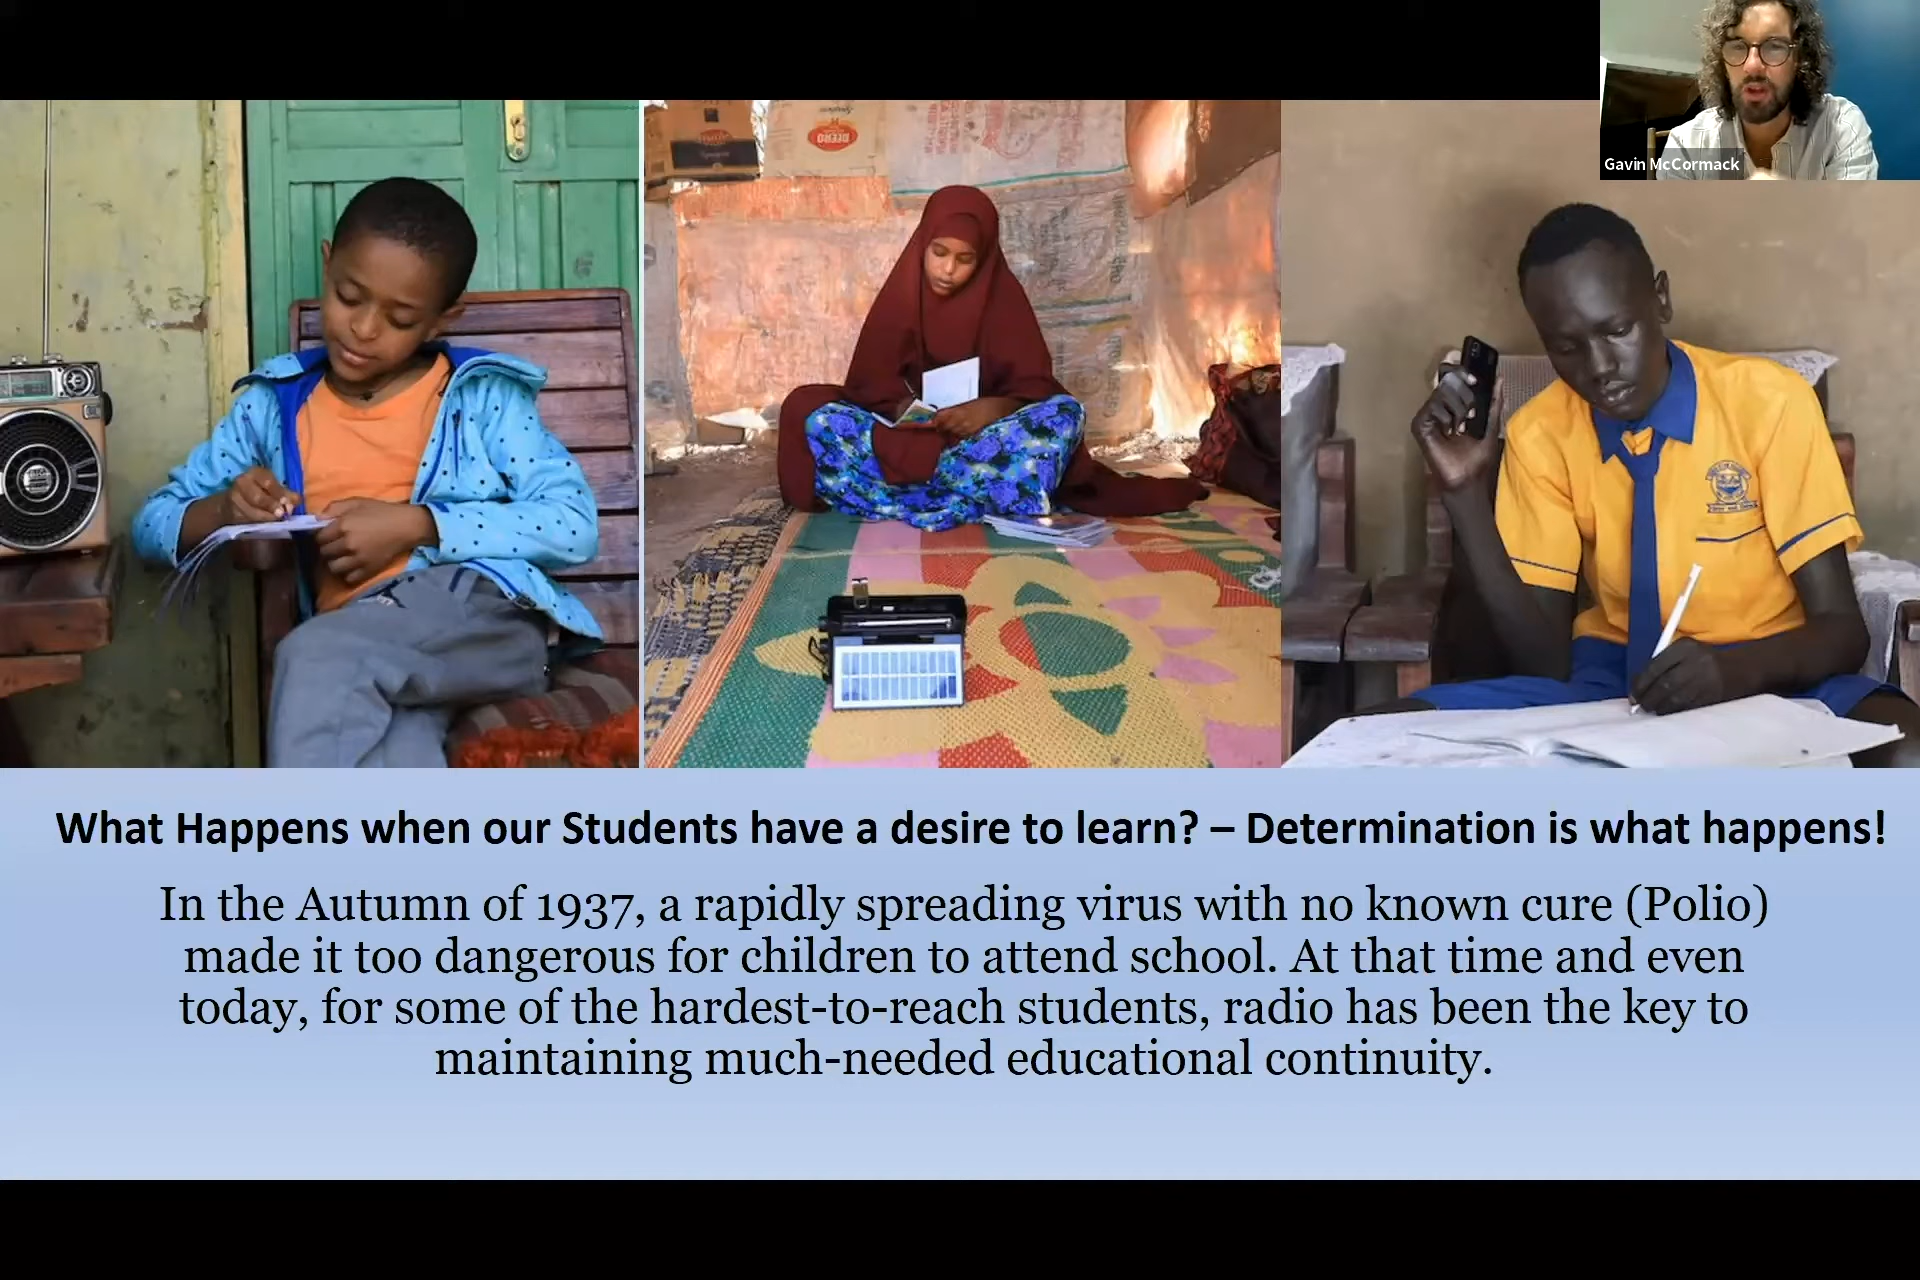 Gavin McCormack
DEERO
What Happens when our Students have a desire to learn? – Determination is what happens!
In the Autumn of 1937, a rapidly spreading virus with no known cure (Polio)
made it too dangerous for children to attend school. At that time and even
today, for some of the hardest-to-reach students, radio has been the key to
maintaining much-needed educational continuity.